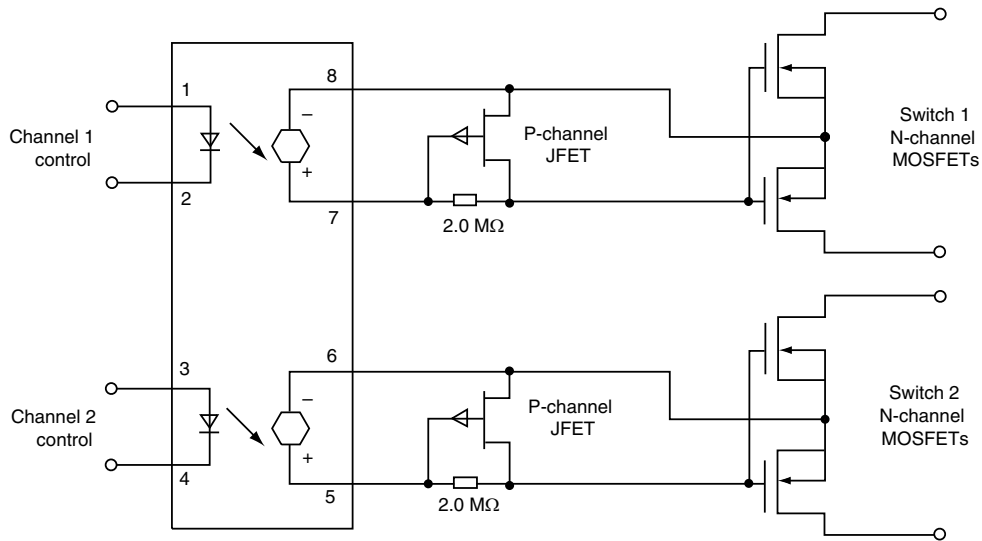 8
1
−
P-channel
JFET
Switch 1
N-channel
MOSFETs
Channel 1
control
+
2
7
2.0 MΩ
6
3
−
P-channel
JFET
Switch 2
N-channel
MOSFETs
Channel 2
control
+
4
5
2.0 MΩ